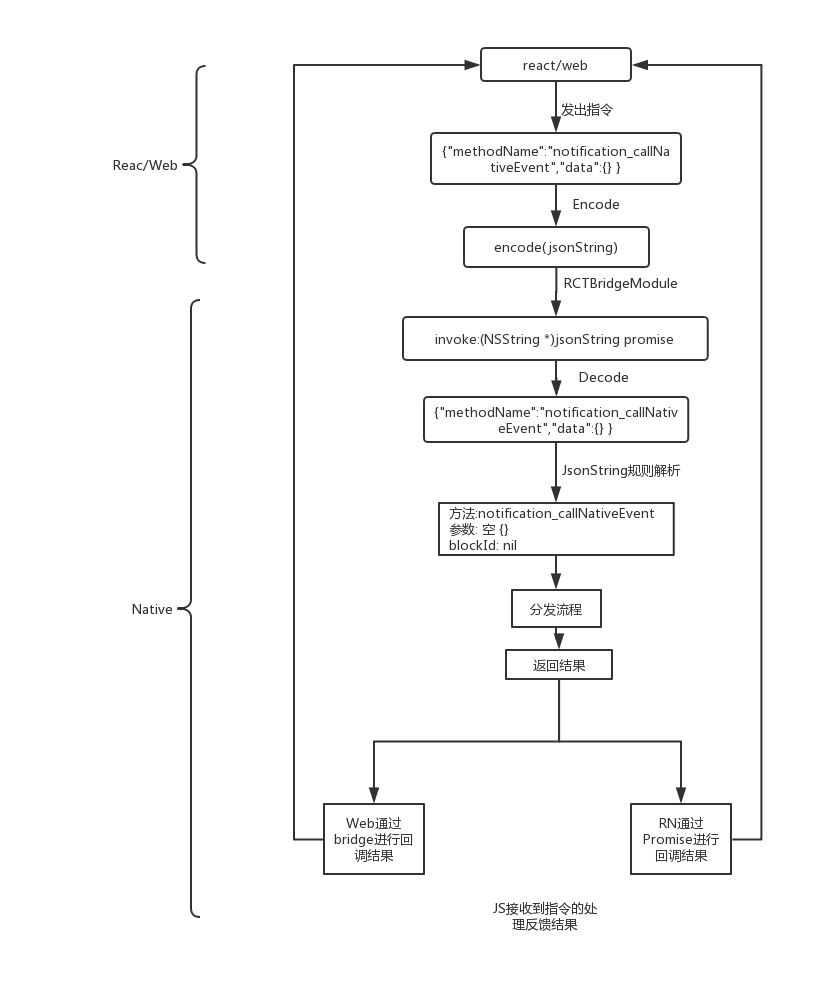 react/web
发出指令
{"methodName":"notification_callNa
tiveEvent","data":{} }
Reac/Web
Encode
encode(jsonString)
RCTBridgeModule
invoke:(NSString *)jsonString promise
Decode
{"methodName":"notification_callNativ
eEvent","data":{} }
JsonString规则解析
方法:notification_callNativeEvent
参数: 空 {}
blockId: nil
分发流程
Native
返回结果
Web通过
bridge进行回
调结果
RN通过
Promise进行
回调结果
JS接收到指令的处
理反馈结果